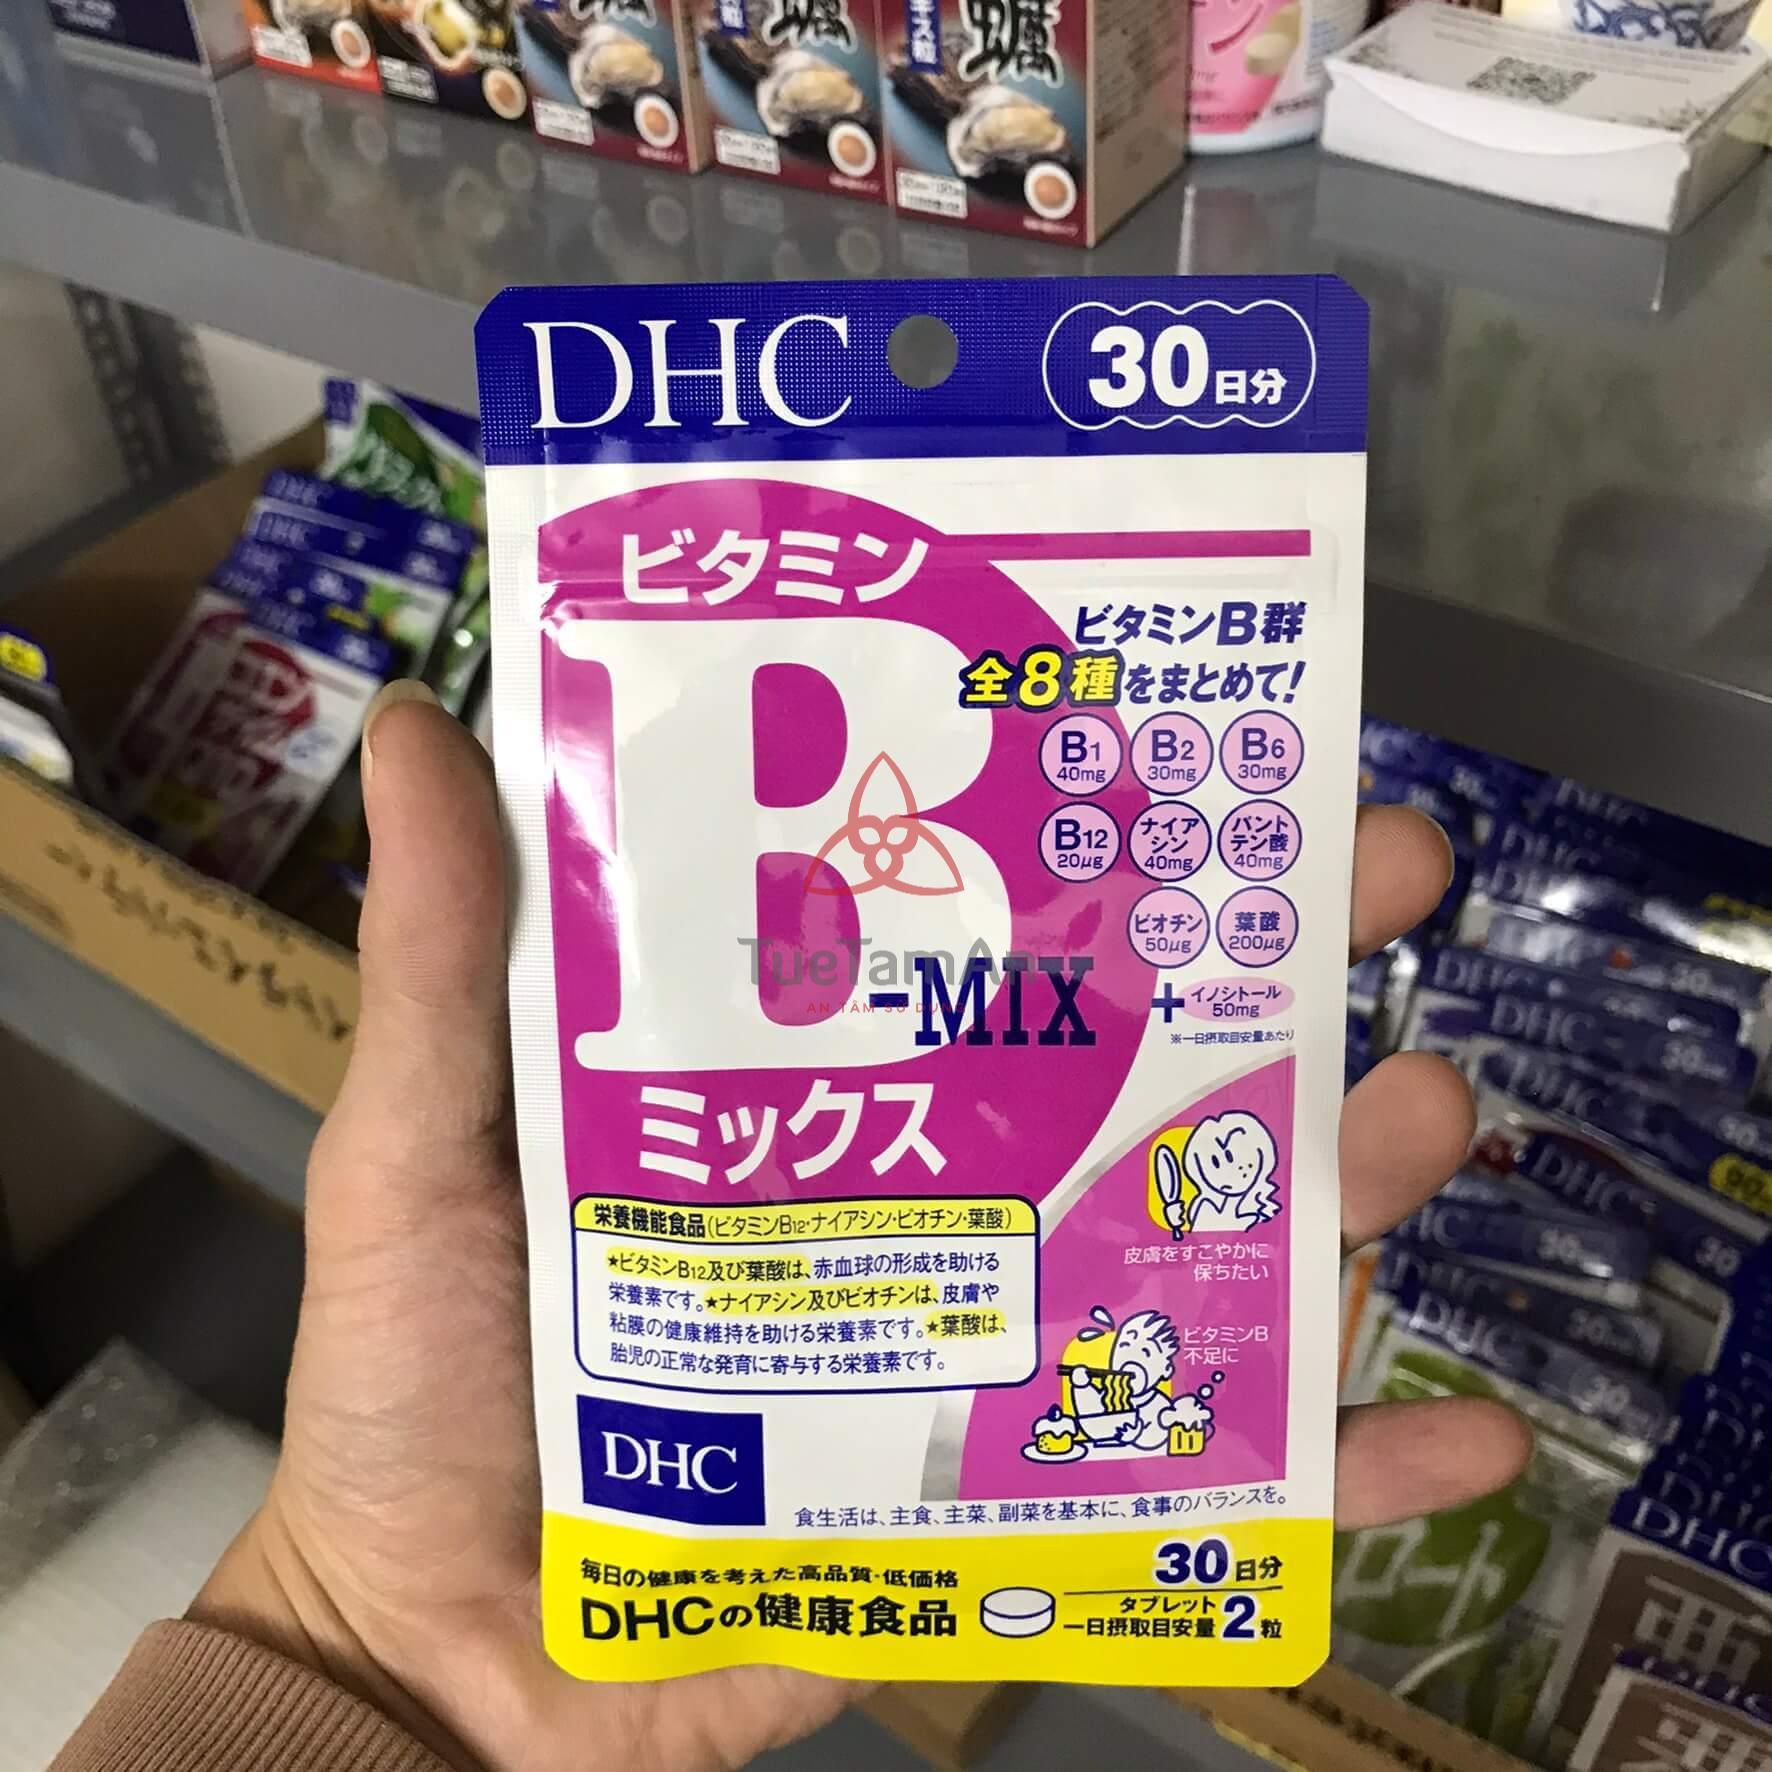 DHC
30日分
ビタミン
B
-MIX
ミックス
ビタミンB群
全8種をまとめて!
B1 40mg
B2 30mg
B6 30mg
B12 20μg
ナイアシン 40mg
パントテン酸 40mg
ビオチン 50μg
葉酸 200μg
+イノシトール 50mg
※一日摂取目安量あたり
TueTamAn
AN TÂM SỬ DỤNG
皮膚をすこやかに
保ちたい
栄養機能食品(ビタミンB12・ナイアシン・ビオチン・葉酸)
★ビタミンB12及び葉酸は、赤血球の形成を助ける
栄養素です。★ナイアシン及びビオチンは、皮膚や
粘膜の健康維持を助ける栄養素です。★葉酸は、
胎児の正常な発育に寄与する栄養素です。
ビタミンB
不足に
B
DHC
食生活は、主食、主菜、副菜を基本に、食事のバランスを。
毎日の健康を考えた高品質・低価格
DHCの健康食品
30日分
タブレット
一日摂取目安量 2粒
DHC
DHC
DHC
DHC
DHC
30